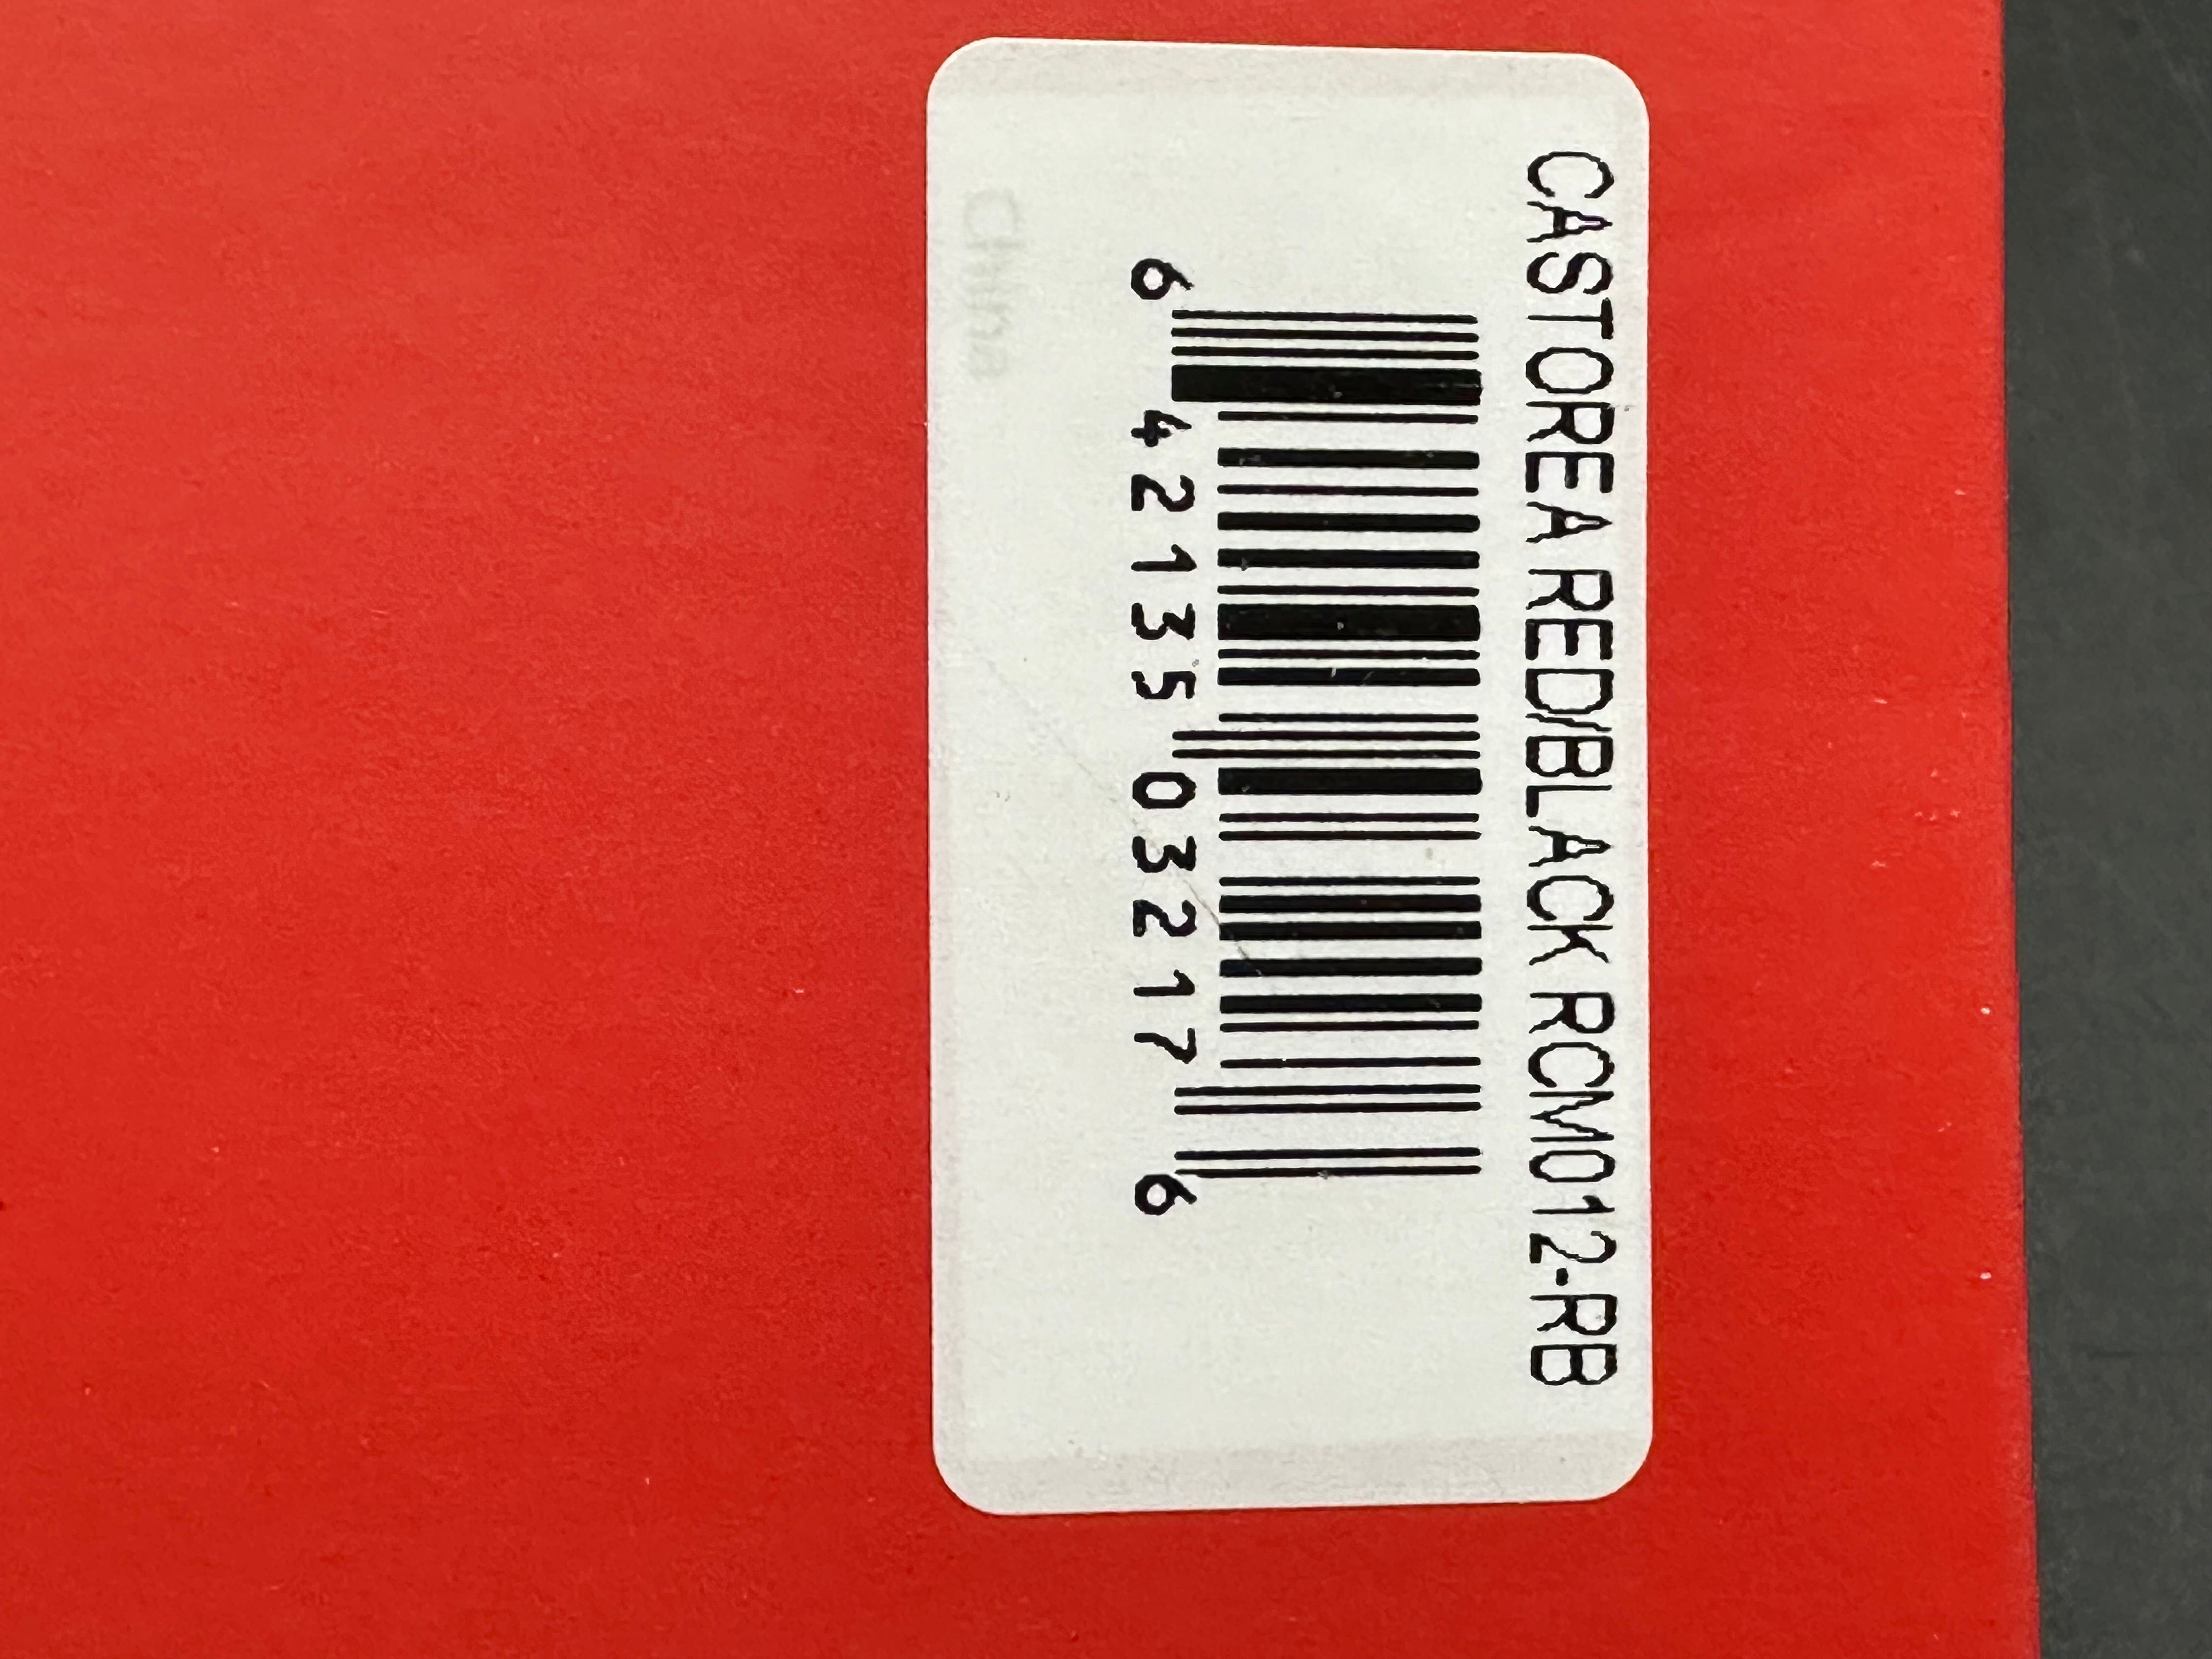 CASTOREA RED/BLACK RCM012-RB
6 42135 03217 6
China